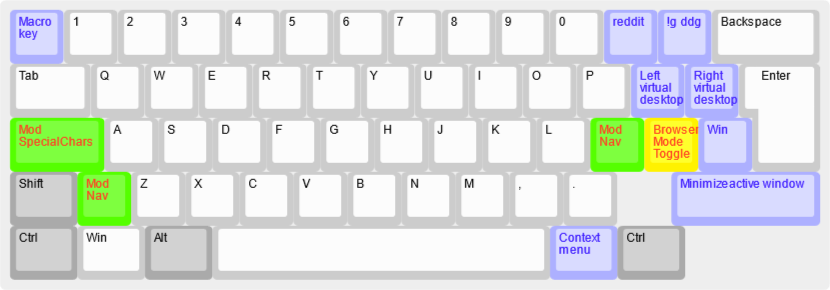 Macro key 1 2 3 4 5 6 7 8 9 0 reddit !g ddg Backspace
Tab Q W E R T Y U I O P Left virtual desktop Right virtual desktop Enter
Mod SpecialChars A S D F G H J K L Mod Nav Browser Mode Toggle Win
Shift Mod Nav Z X C V B N M , . Minimizeactive window
Ctrl Win Alt Context menu Ctrl